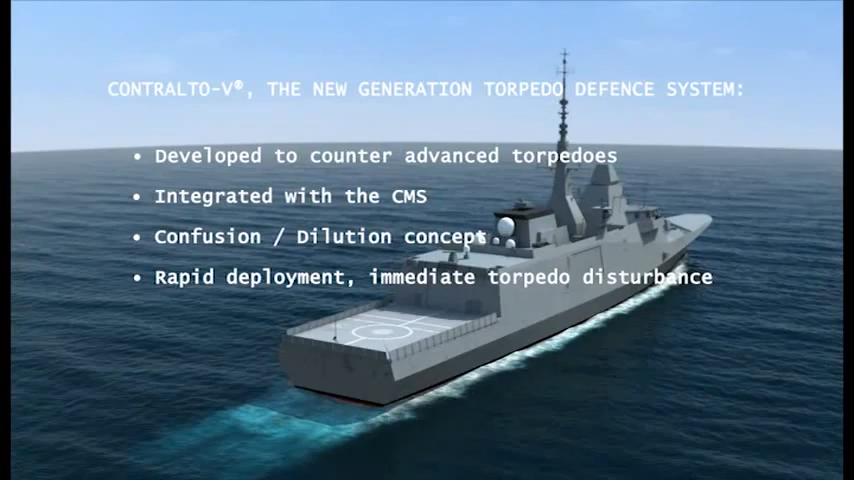 CONTRALTO-V®, THE NEW GENERATION TORPEDO DEFENCE SYSTEM:
• Developed to counter advanced torpedoes
• Integrated with the CMS
• Confusion / Dilution concept
• Rapid deployment, immediate torpedo disturbance